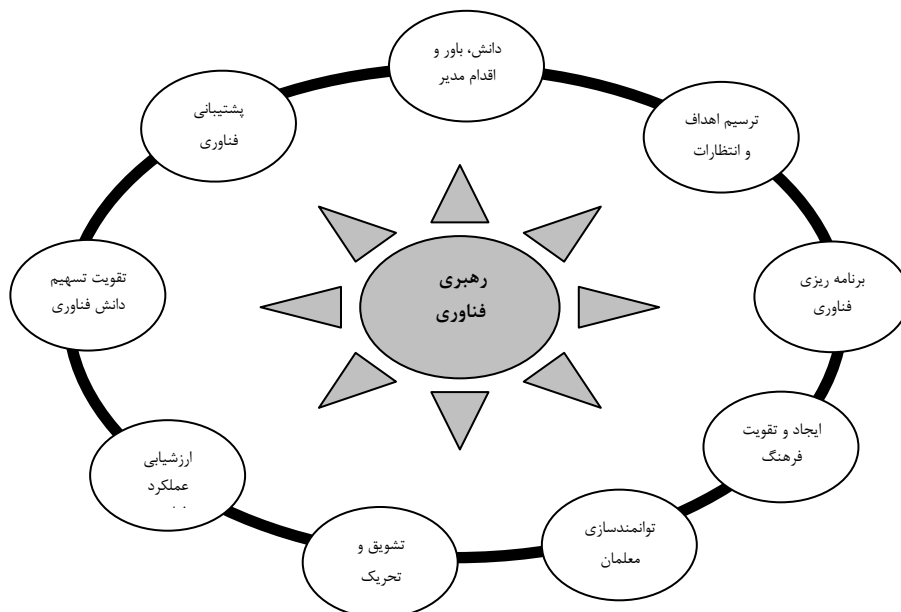 دانش، باور و
اقدام مدیر
ترسیم اهداف
و انتظارات
برنامه ریزی
فناوری
ایجاد و تقویت
فرهنگ
توانمندسازی
معلمان
تشویق و
تحریک
ارزشیابی
عملکرد
تقویت تسهیم
دانش فناوری
پشتیبانی
فناوری
رهبری
فناوری